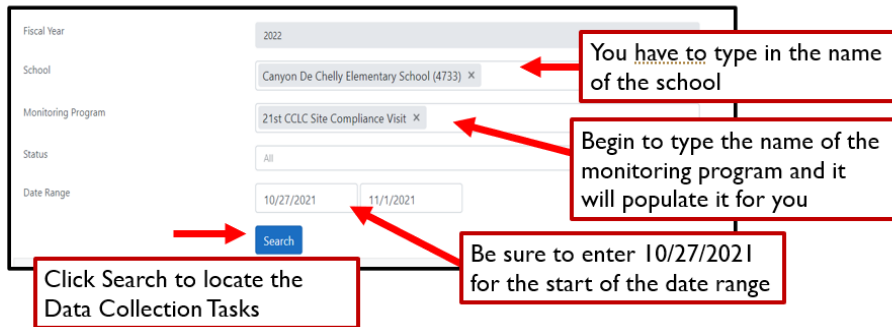 Fiscal Year
2022
School
Canyon De Chelly Elementary School (4733) ×
You have to type in the name
of the school
Monitoring Program
21st CCLC Site Compliance Visit ×
Begin to type the name of the
monitoring program and it
will populate it for you
Status
All
Date Range
10/27/2021
11/1/2021
Search
Be sure to enter 10/27/2021
for the start of the date range
Click Search to locate the
Data Collection Tasks